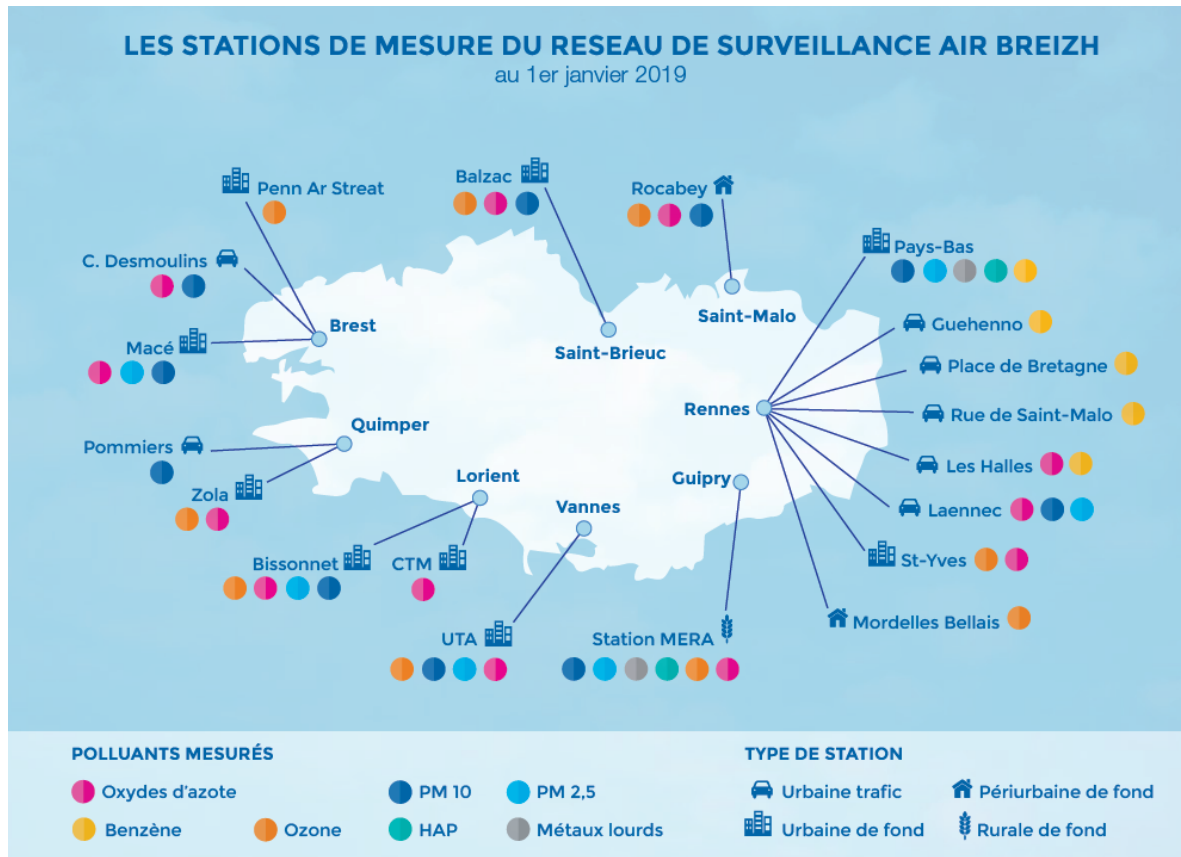 LES STATIONS DE MESURE DU RESEAU DE SURVEILLANCE AIR BREIZH
au 1er janvier 2019
Penn Ar Streat
Balzac
Rocabey
Pays-Bas
C. Desmoulins
Guehenno
Macé
Brest
Saint-Brieuc
Saint-Malo
Place de Bretagne
Rennes
Rue de Saint-Malo
Quimper
Pommiers
Les Halles
Zola
Lorient
Vannes
Guipry
Laennec
Bissonnet
CTM
St-Yves
UTA
Station MERA
Mordelles Bellais
POLLUANTS MESURÉS
Oxydes d'azote
PM 10
PM 2,5
Benzène
Ozone
HAP
Métaux lourds
TYPE DE STATION
Urbaine trafic
Périurbaine de fond
Urbaine de fond
Rurale de fond